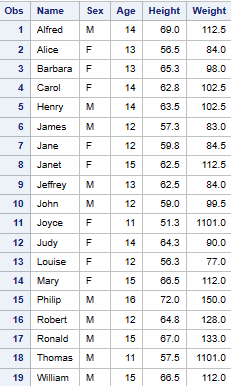 Obs Name Sex Age Height Weight
1 Alfred M 14 69.0 112.5
2 Alice F 13 56.5 84.0
3 Barbara F 13 65.3 98.0
4 Carol F 14 62.8 102.5
5 Henry M 14 63.5 102.5
6 James M 12 57.3 83.0
7 Jane F 12 59.8 84.5
8 Janet F 15 62.5 112.5
9 Jeffrey M 13 62.5 84.0
10 John M 12 59.0 99.5
11 Joyce F 11 51.3 1101.0
12 Judy F 14 64.3 90.0
13 Louise F 12 56.3 77.0
14 Mary F 15 66.5 112.0
15 Philip M 16 72.0 150.0
16 Robert M 12 64.8 128.0
17 Ronald M 15 67.0 133.0
18 Thomas M 11 57.5 1101.0
19 William M 15 66.5 112.0